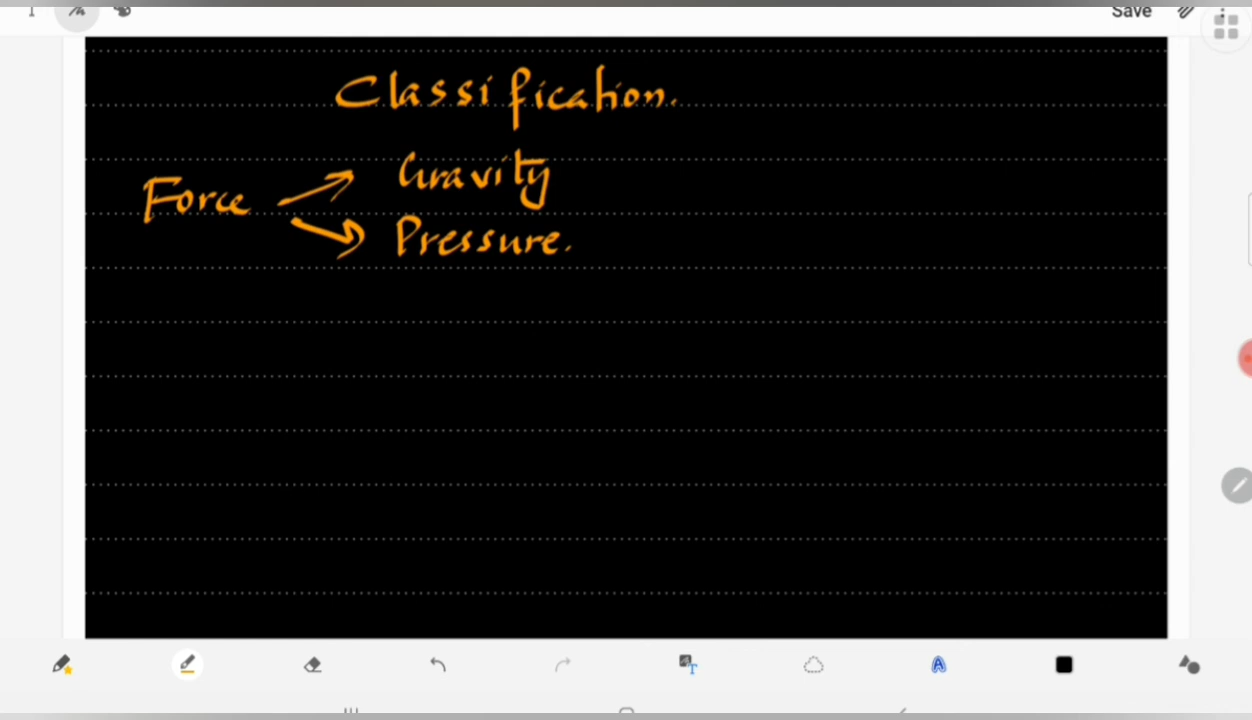 Save
Classification.
Force
Gravity
Pressure.
T
A